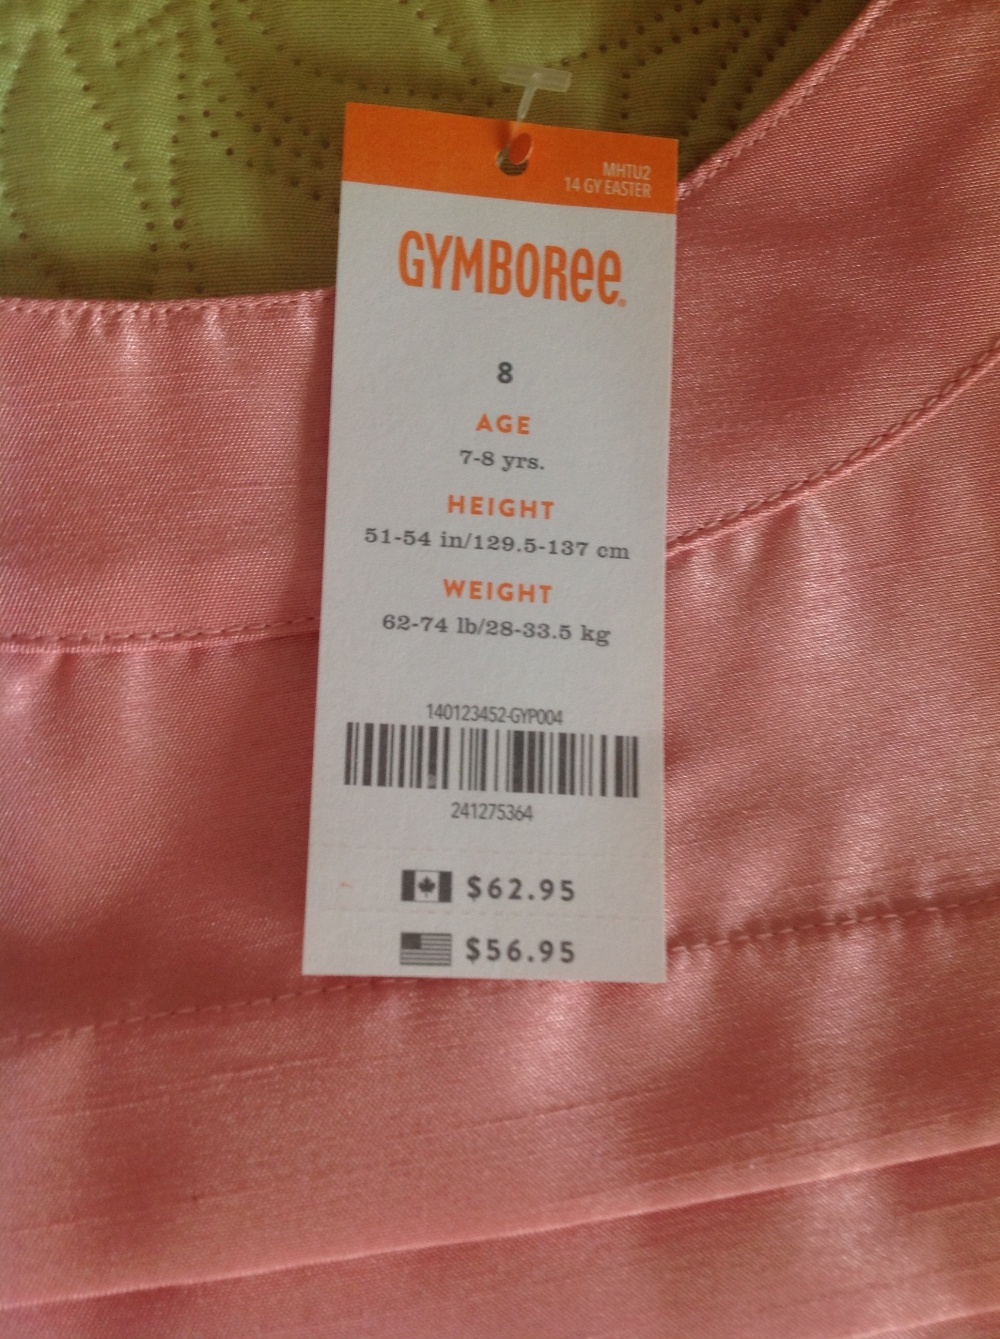 MHTU2
14 GY EASTER
GYMBOREE
8
AGE
7-8 yrs.
HEIGHT
51-54 in/129.5-137 cm
WEIGHT
62-74 lb/28-33.5 kg
140123452-GYP004
241275364
$62.95
$56.95